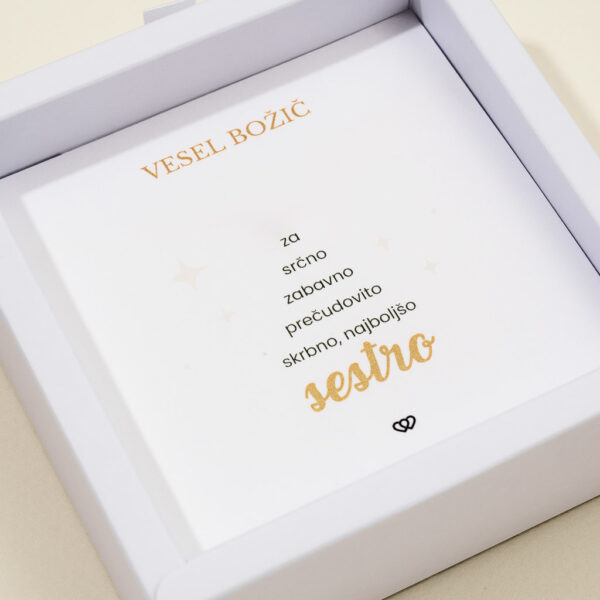 VESEL BOŽIČ
za
srčno
zabavno
prečudovito
skrbno, najboljšo
sestro